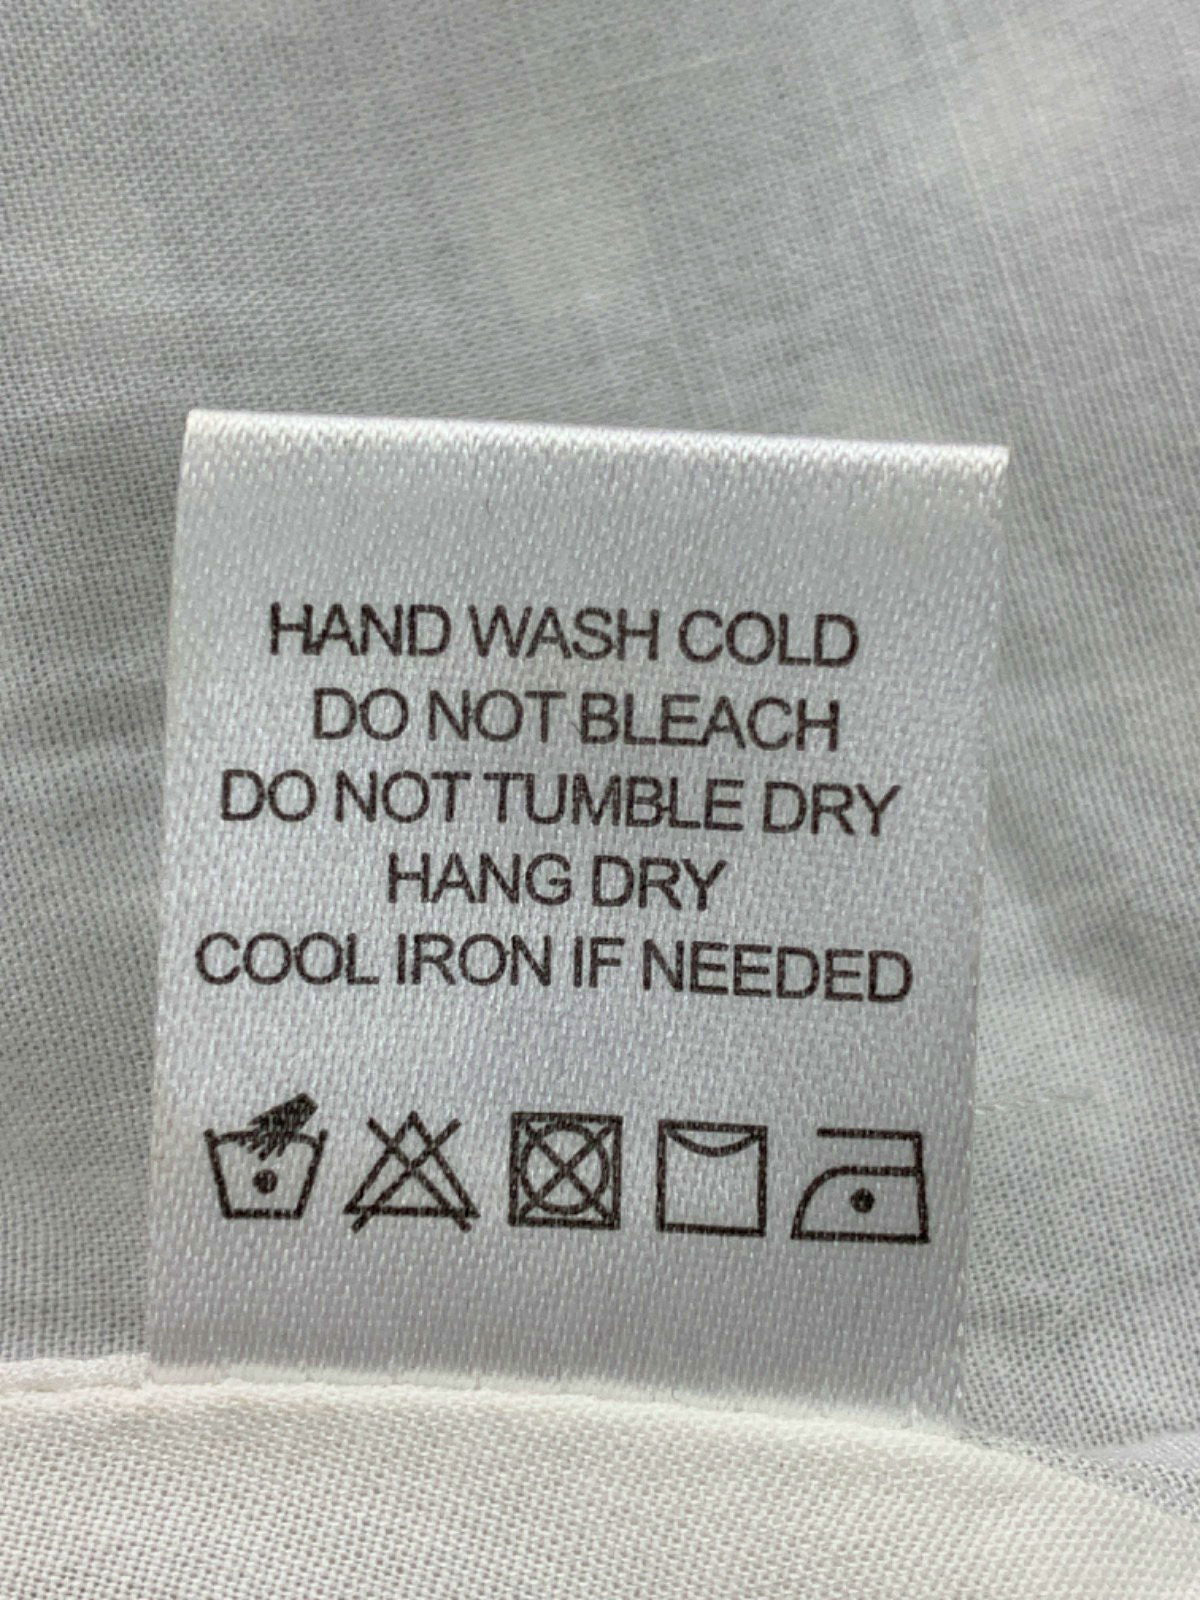 HAND WASH COLD
DO NOT BLEACH
DO NOT TUMBLE DRY
HANG DRY
COOL IRON IF NEEDED